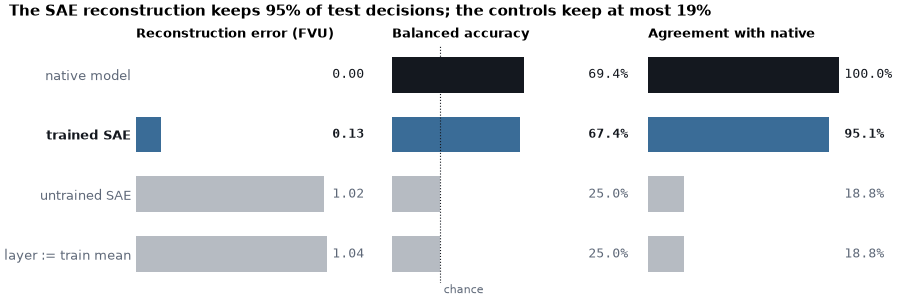 The SAE reconstruction keeps 95% of test decisions; the controls keep at most 19%
Reconstruction error (FVU) Balanced accuracy Agreement with native
native model 0.00 69.4% 100.0%
trained SAE 0.13 67.4% 95.1%
untrained SAE 1.02 25.0% 18.8%
layer := train mean 1.04 25.0% 18.8%
chance